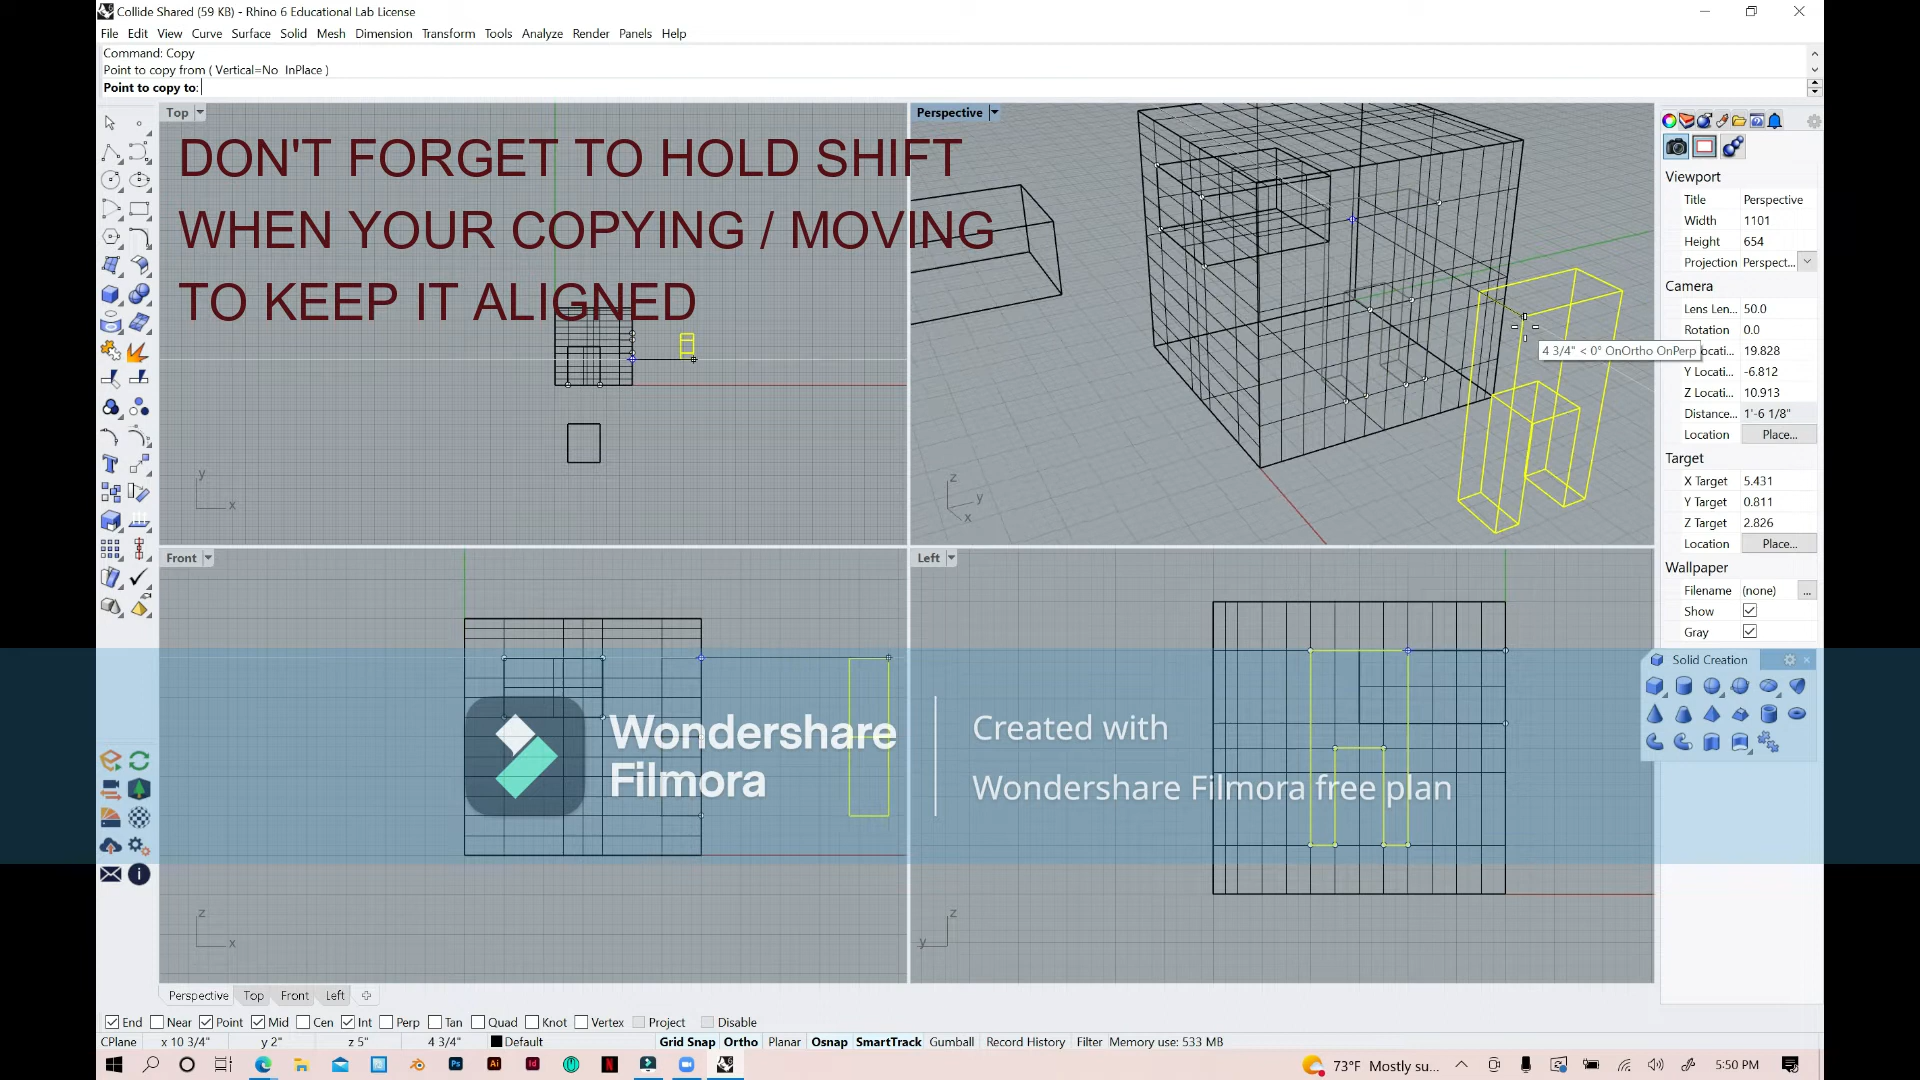 Collide Shared (59 KB) - Rhino 6 Educational Lab License
File Edit View Curve Surface Solid Mesh Dimension Transform Tools Analyze Render Panels Help
Command: Copy
Point to copy from ( Vertical=No InPlace )
Point to copy to:
Top
Perspective
DON'T FORGET TO HOLD SHIFT
WHEN YOUR COPYING / MOVING
TO KEEP IT ALIGNED
4 3/4" < 0° OnOrtho OnPerp
z
y
x
y
x
Viewport
Title Perspective
Width 1101
Height 654
Projection Perspect...
Camera
Lens Len... 50.0
Rotation 0.0
19.828
Y Locati... -6.812
Z Locati... 10.913
Distance... 1'-6 1/8"
Location Place...
Target
X Target 5.431
Y Target 0.811
Z Target 2.826
Location Place...
Wallpaper
Filename (none) ...
Show
Gray
Solid Creation
Front
Left
Wondershare
Filmora
Created with
Wondershare Filmora free plan
z
x
z
y
Perspective Top Front Left
End Near Point Mid Cen Int Perp Tan Quad Knot Vertex Project Disable
CPlane x 10 3/4" y 2" z 5" 4 3/4" Default Grid Snap Ortho Planar Osnap SmartTrack Gumball Record History Filter Memory use: 533 MB
73°F Mostly su... 5:50 PM